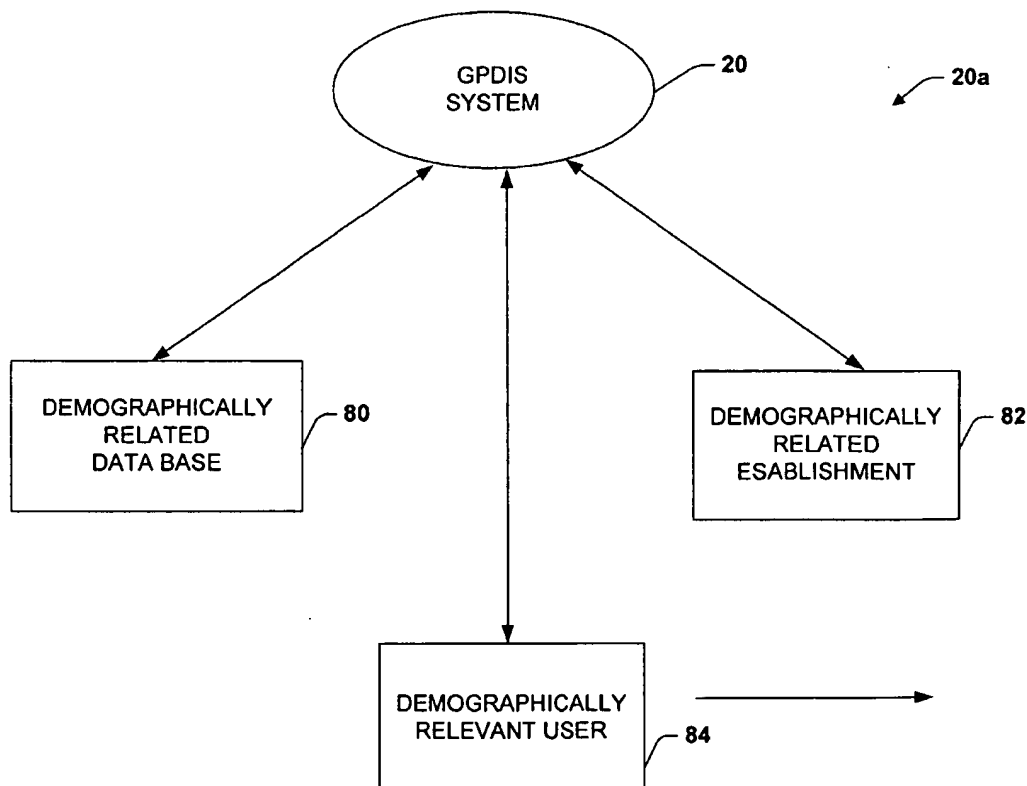 GPDIS
SYSTEM
20
20a
DEMOGRAPHICALLY
RELATED
DATA BASE
80
DEMOGRAPHICALLY
RELATED
ESABLISHMENT
82
DEMOGRAPHICALLY
RELEVANT USER
84